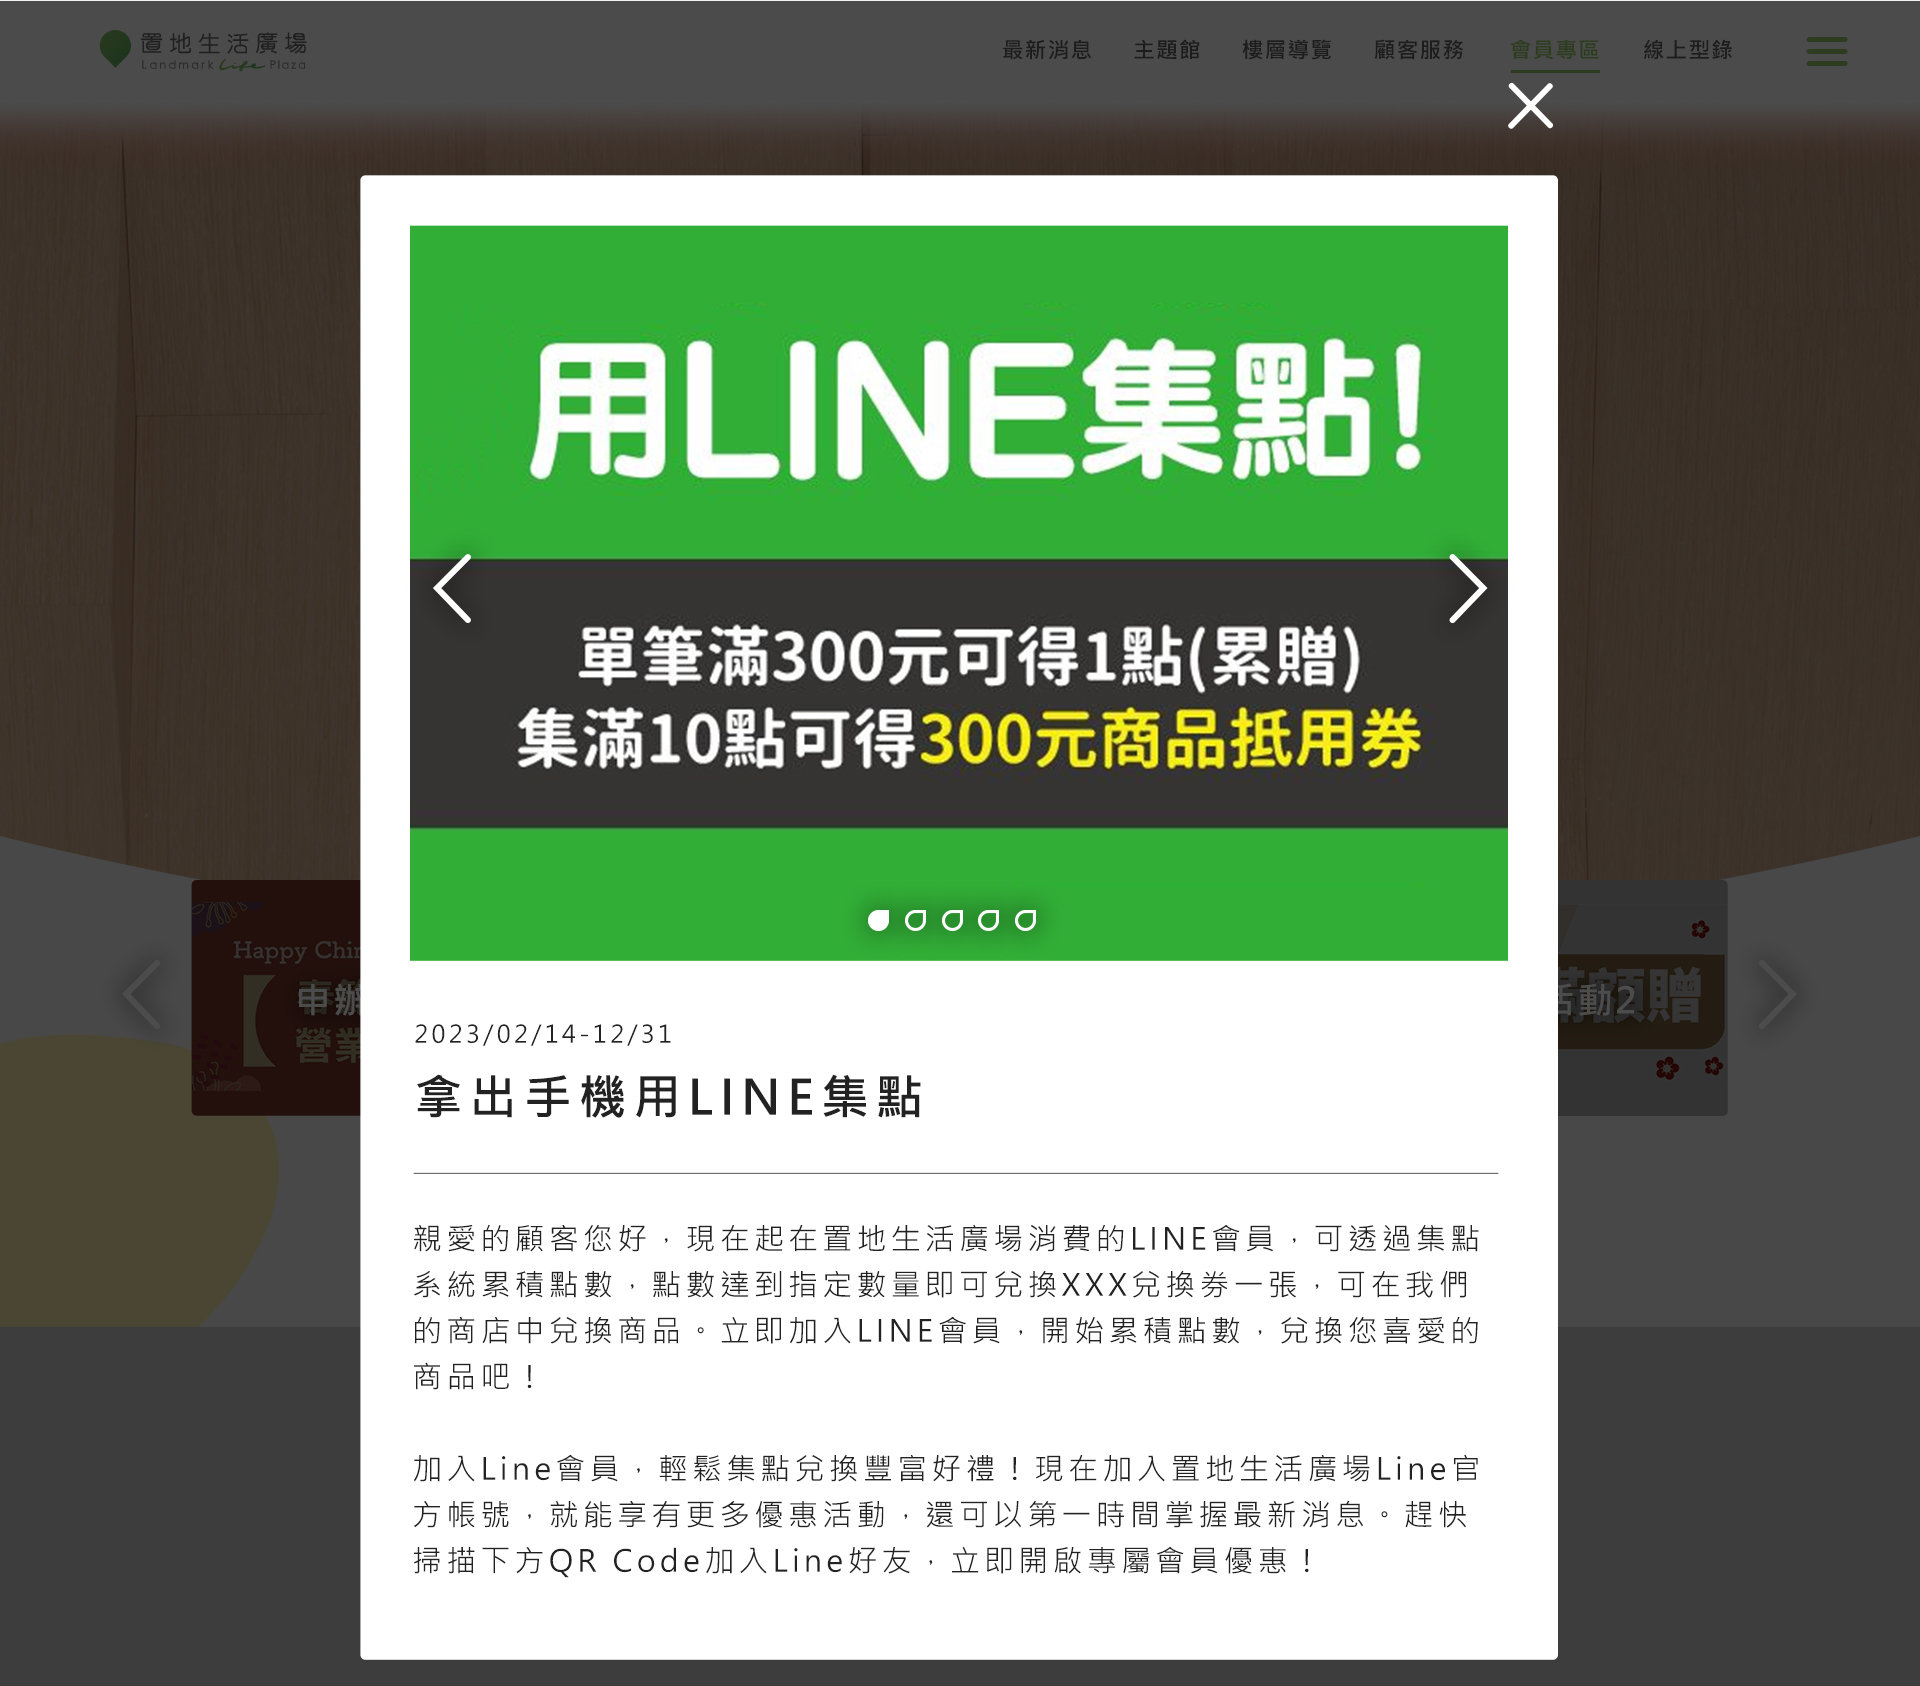 置地生活廣場
Landmark Life Plaza
最新消息 主題館 樓層導覽 顧客服務 會員專區 線上型錄
用LINE集點!
單筆滿300元可得1點(累贈)
集滿10點可得300元商品抵用券
Happy Chin
申辦
營業
活動2
滿額贈
2023/02/14-12/31
拿出手機用LINE集點
親愛的顧客您好，現在起在置地生活廣場消費的LINE會員，可透過集點
系統累積點數，點數達到指定數量即可兌換XXX兌換券一張，可在我們
的商店中兌換商品。立即加入LINE會員，開始累積點數，兌換您喜愛的
商品吧！
加入Line會員，輕鬆集點兌換豐富好禮！現在加入置地生活廣場Line官
方帳號，就能享有更多優惠活動，還可以第一時間掌握最新消息。趕快
掃描下方QR Code加入Line好友，立即開啟專屬會員優惠！